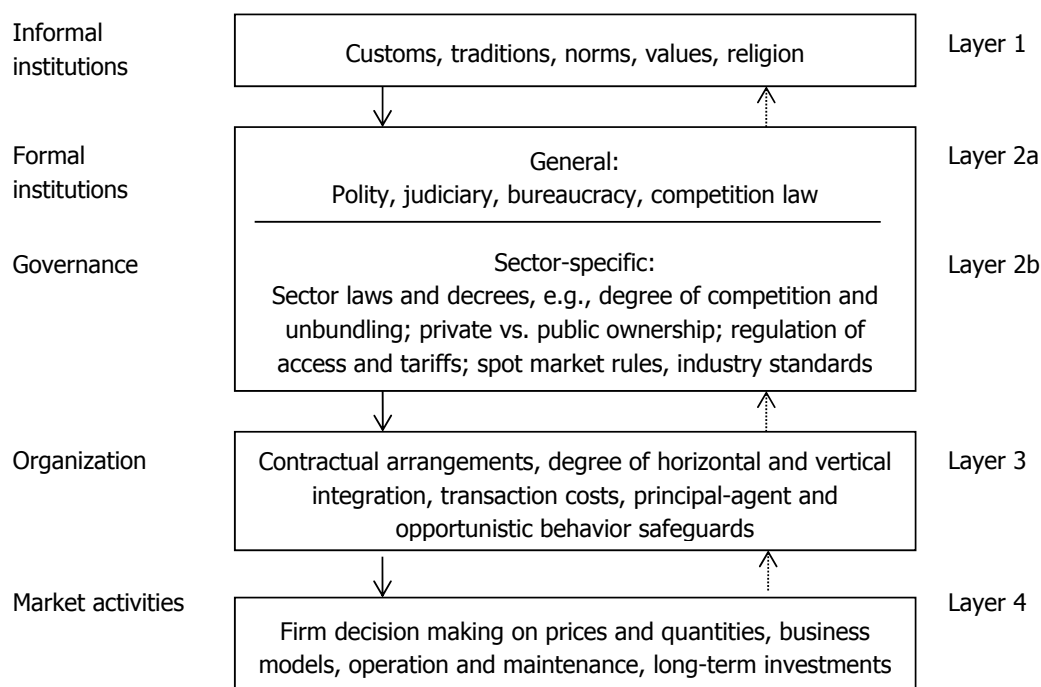 Informal
institutions
Customs, traditions, norms, values, religion
Layer 1
Formal
institutions
General:
Polity, judiciary, bureaucracy, competition law
Layer 2a
Governance
Sector-specific:
Sector laws and decrees, e.g., degree of competition and
unbundling; private vs. public ownership; regulation of
access and tariffs; spot market rules, industry standards
Layer 2b
Organization
Contractual arrangements, degree of horizontal and vertical
integration, transaction costs, principal-agent and
opportunistic behavior safeguards
Layer 3
Market activities
Firm decision making on prices and quantities, business
models, operation and maintenance, long-term investments
Layer 4